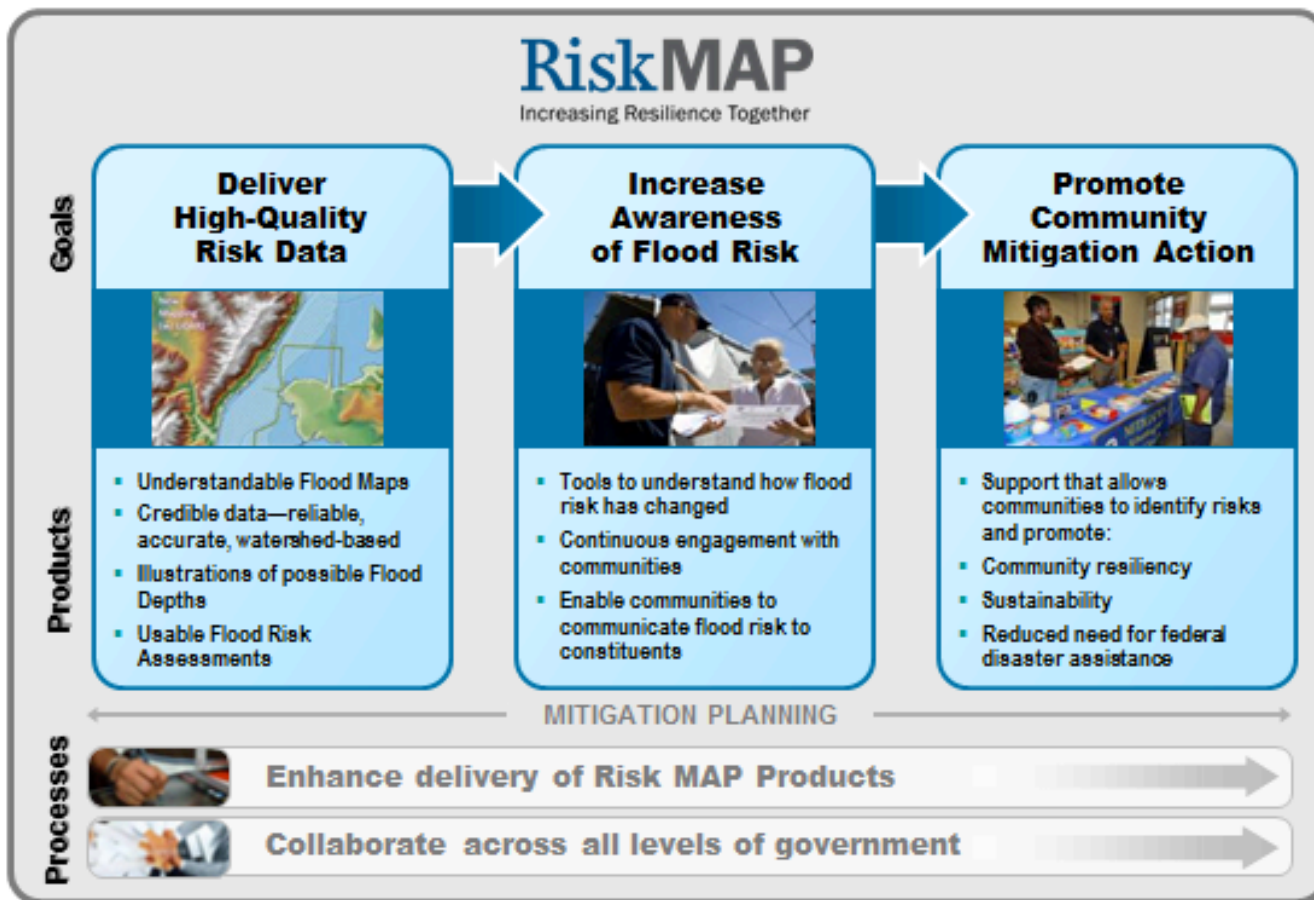 RiskMAP
Increasing Resilience Together
Goals
Deliver
High-Quality
Risk Data
Increase
Awareness
of Flood Risk
Promote
Community
Mitigation Action
New
Mapping
Products
▪ Understandable Flood Maps
▪ Credible data—reliable,
accurate, watershed-based
▪ Illustrations of possible Flood
Depths
▪ Usable Flood Risk
Assessments
▪ Tools to understand how flood
risk has changed
▪ Continuous engagement with
communities
▪ Enable communities to
communicate flood risk to
constituents
▪ Support that allows
communities to identify risks
and promote:
▪ Community resiliency
▪ Sustainability
▪ Reduced need for federal
disaster assistance
MITIGATION PLANNING
Processes
Enhance delivery of Risk MAP Products
Collaborate across all levels of government